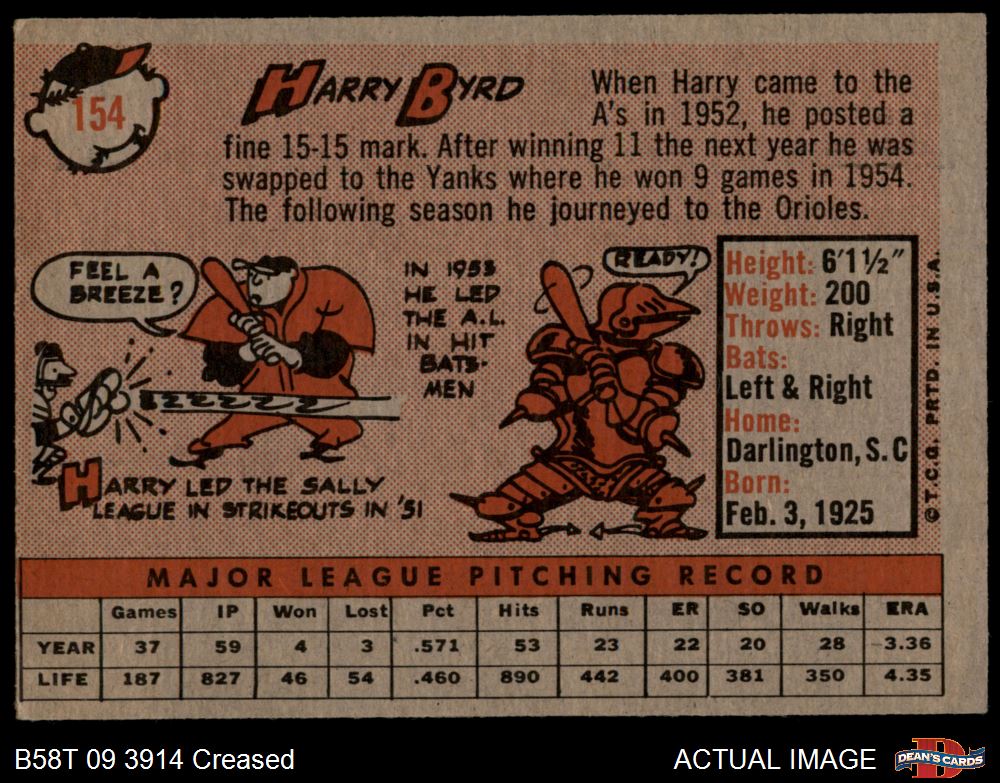 154
HARRY BYRD
When Harry came to the
A's in 1952, he posted a
fine 15-15 mark. After winning 11 the next year he was
swapped to the Yanks where he won 9 games in 1954.
The following season he journeyed to the Orioles.
FEEL A
BREEZE?
HARRY LED THE SALLY
LEAGUE IN STRIKEOUTS IN '51
IN 1953
HE LED
THE A.L.
IN HIT
BATS-
MEN
READY!
Height: 6'1½"
Weight: 200
Throws: Right
Bats:
Left & Right
Home:
Darlington, S.C
Born:
Feb. 3, 1925
© T.C.G. PRTD. IN U.S.A.
MAJOR LEAGUE PITCHING RECORD
Games IP Won Lost Pct Hits Runs ER SO Walks ERA
YEAR 37 59 4 3 .571 53 23 22 20 28 3.36
LIFE 187 827 46 54 .460 890 442 400 381 350 4.35
B58T 09 3914 Creased
ACTUAL IMAGE
D
DEAN'S CARDS